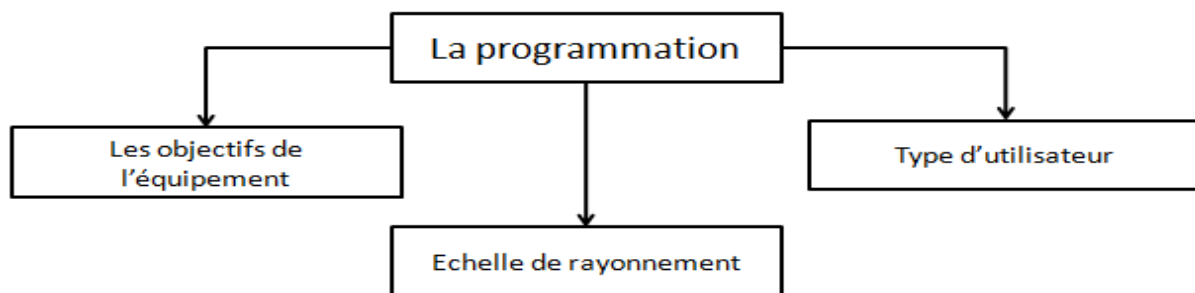 La programmation
Les objectifs de
l'équipement
Type d'utilisateur
Echelle de rayonnement